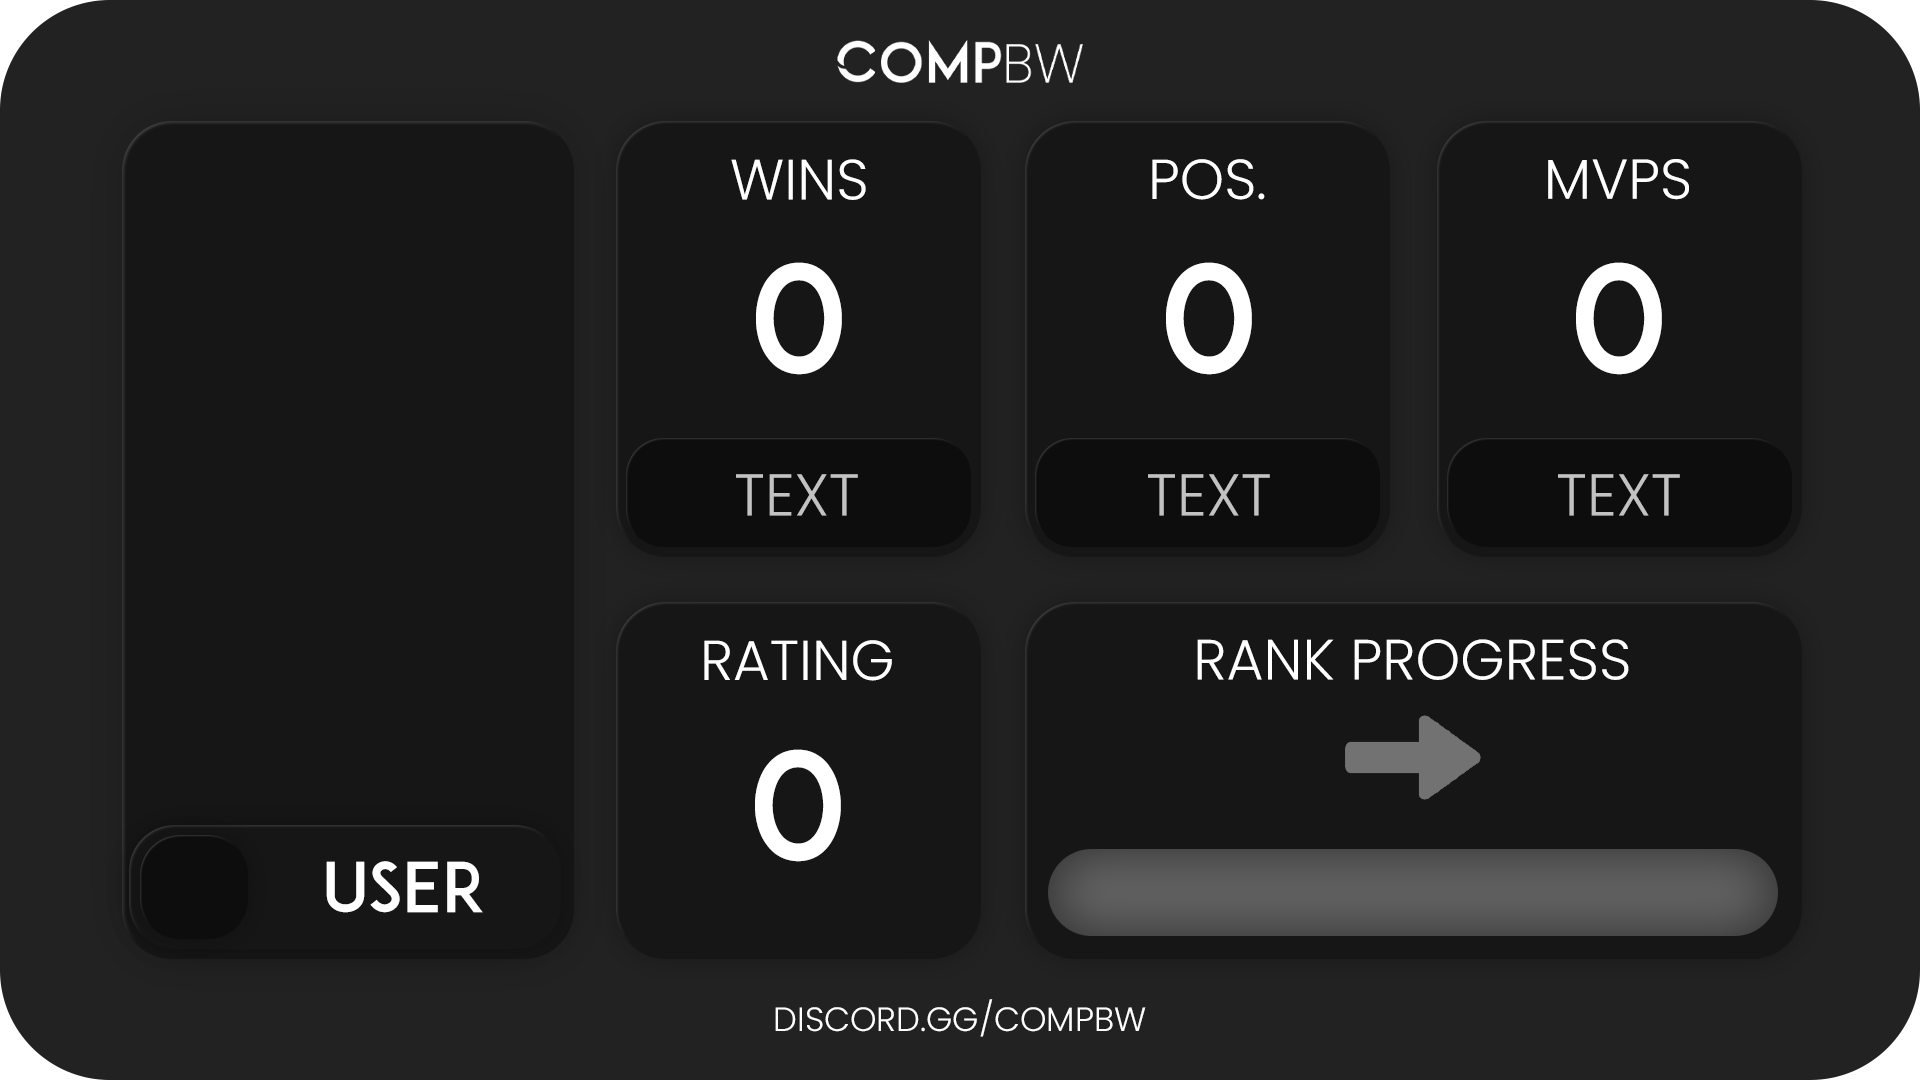 COMPBW
WINS
0
TEXT
POS.
0
TEXT
MVPS
0
TEXT
USER
RATING
0
RANK PROGRESS
DISCORD.GG/COMPBW